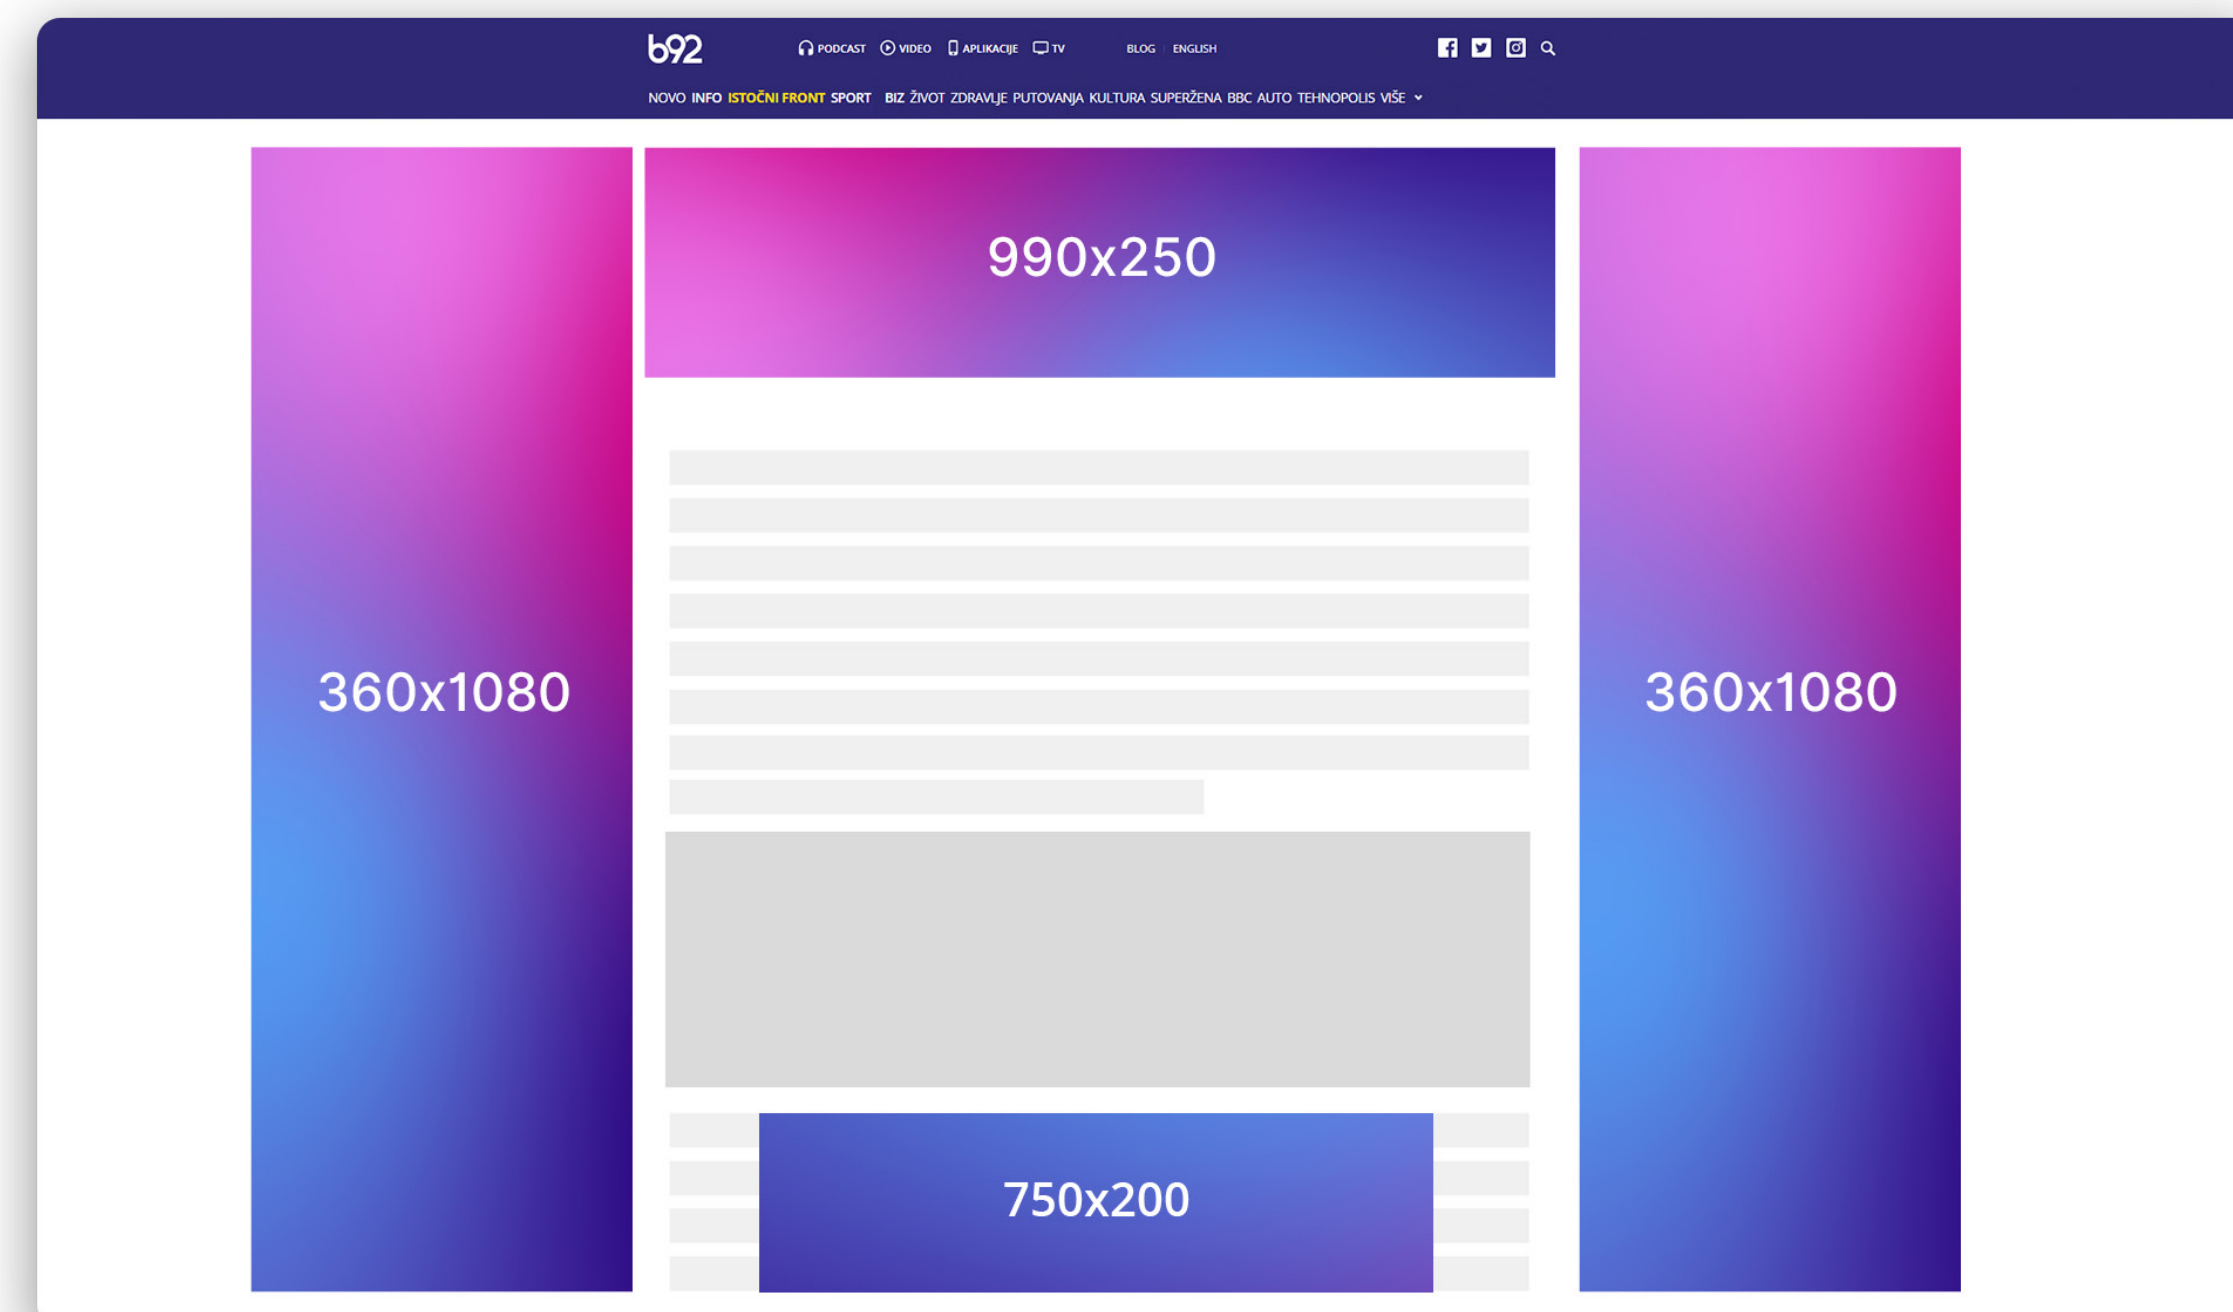 b92 PODCAST VIDEO APLIKACIJE TV BLOG ENGLISH
NOVO INFO ISTOČNI FRONT SPORT BIZ ŽIVOT ZDRAVLJE PUTOVANJA KULTURA SUPERŽENA BBC AUTO TEHNOPOLIS VIŠE
990x250
360x1080
360x1080
750x200